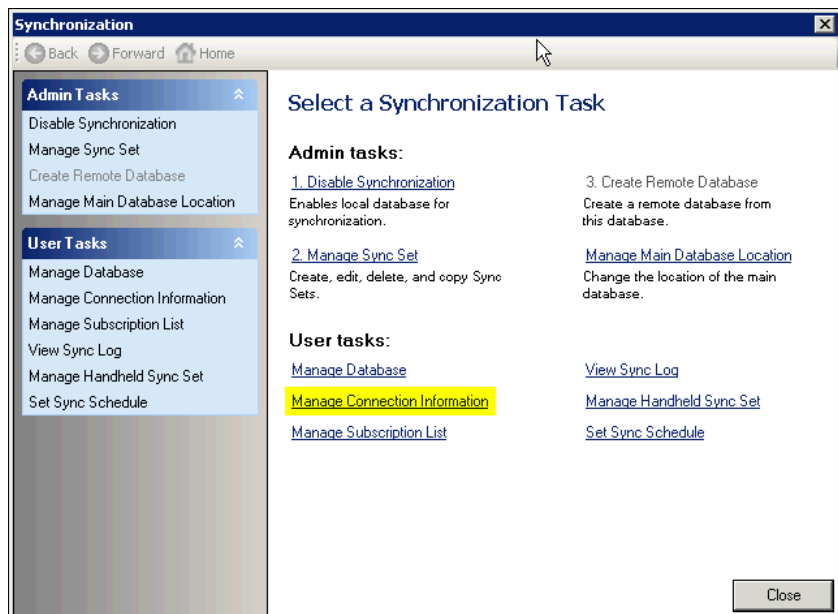 Synchronization
Back Forward Home
Admin Tasks
Disable Synchronization
Manage Sync Set
Create Remote Database
Manage Main Database Location
User Tasks
Manage Database
Manage Connection Information
Manage Subscription List
View Sync Log
Manage Handheld Sync Set
Set Sync Schedule
Select a Synchronization Task
Admin tasks:
1. Disable Synchronization
Enables local database for
synchronization.
3. Create Remote Database
Create a remote database from
this database.
2. Manage Sync Set
Create, edit, delete, and copy Sync
Sets.
Manage Main Database Location
Change the location of the main
database.
User tasks:
Manage Database
View Sync Log
Manage Connection Information
Manage Handheld Sync Set
Manage Subscription List
Set Sync Schedule
Close